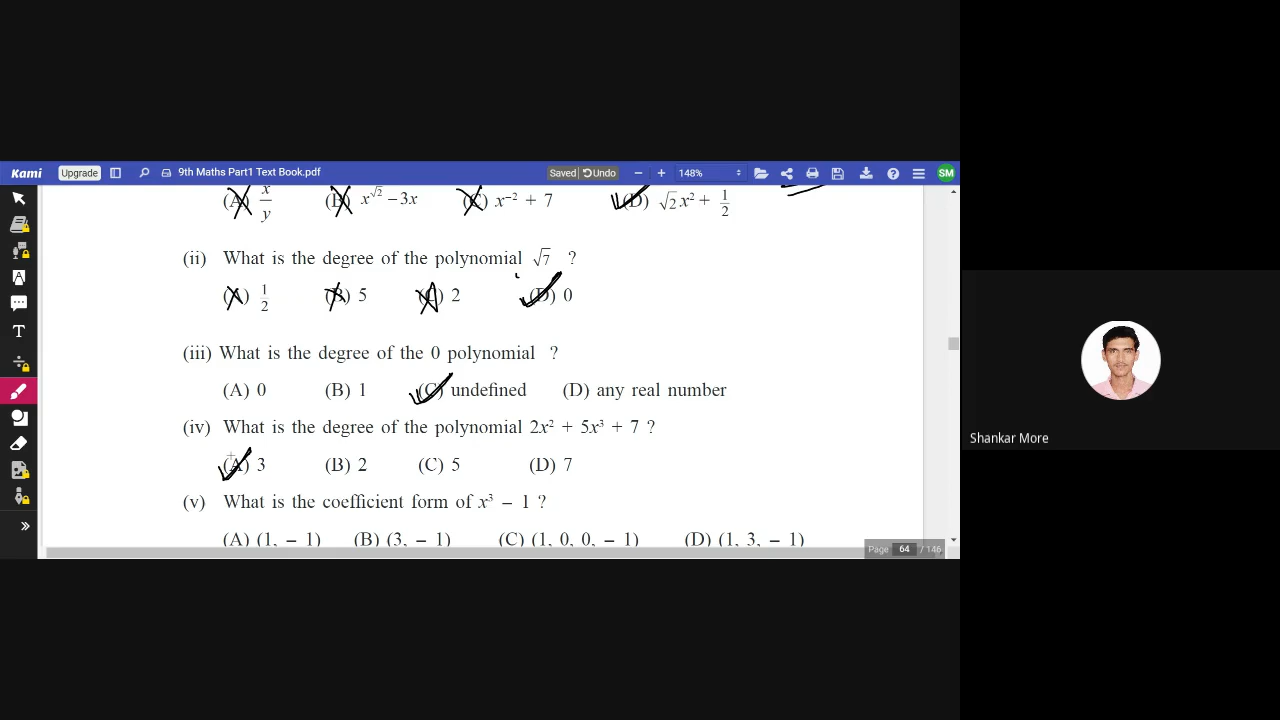 Kami Upgrade 9th Maths Part1 Text Book.pdf Saved Undo 148% SM
(A) x/y (B) x^√2 − 3x (C) x⁻² + 7 (D) √2 x² + 1/2
(ii) What is the degree of the polynomial √7 ?
(A) 1/2 (B) 5 (C) 2 (D) 0
(iii) What is the degree of the 0 polynomial ?
(A) 0 (B) 1 (C) undefined (D) any real number
(iv) What is the degree of the polynomial 2x² + 5x³ + 7 ?
(A) 3 (B) 2 (C) 5 (D) 7
(v) What is the coefficient form of x³ − 1 ?
(A) (1, − 1) (B) (3, − 1) (C) (1, 0, 0, − 1) (D) (1, 3, − 1)
Page 64 / 146
Shankar More